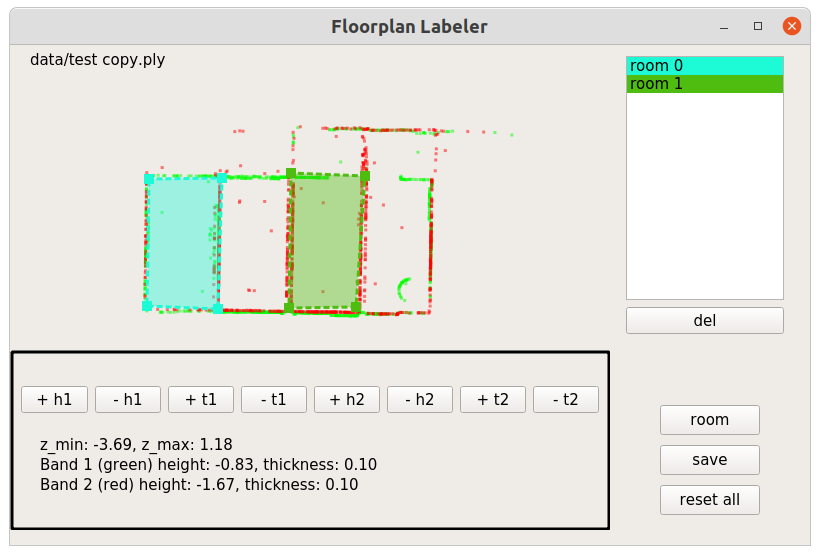 Floorplan Labeler
data/test copy.ply
room 0
room 1
del
+ h1
- h1
+ t1
- t1
+ h2
- h2
+ t2
- t2
z_min: -3.69, z_max: 1.18
Band 1 (green) height: -0.83, thickness: 0.10
Band 2 (red) height: -1.67, thickness: 0.10
room
save
reset all